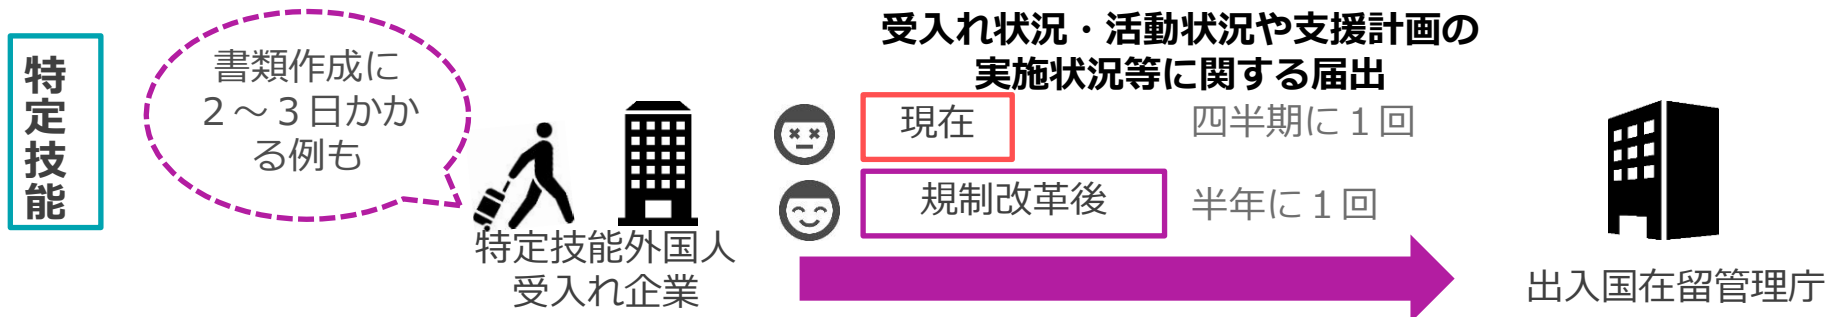 特定技能
書類作成に
２～３日かか
る例も
特定技能外国人
受入れ企業
受入れ状況・活動状況や支援計画の
実施状況等に関する届出
現在 四半期に１回
規制改革後 半年に１回
出入国在留管理庁